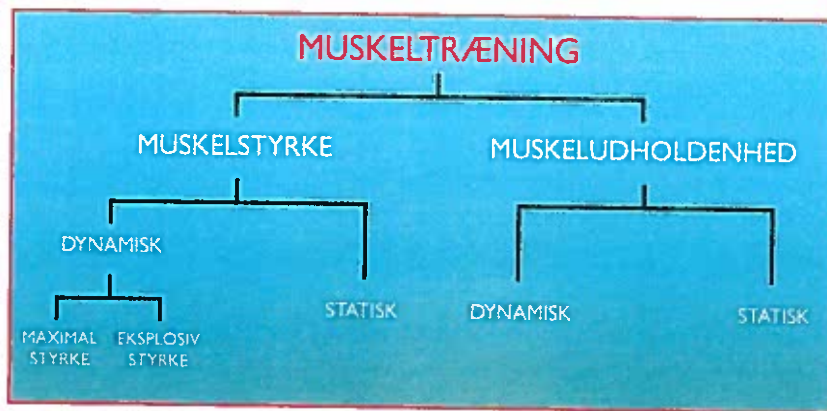 MUSKELTRÆNING
MUSKELSTYRKE
MUSKELUDHOLDENHED
DYNAMISK
STATISK
DYNAMISK
STATISK
MAXIMAL
STYRKE
EKSPLOSIV
STYRKE